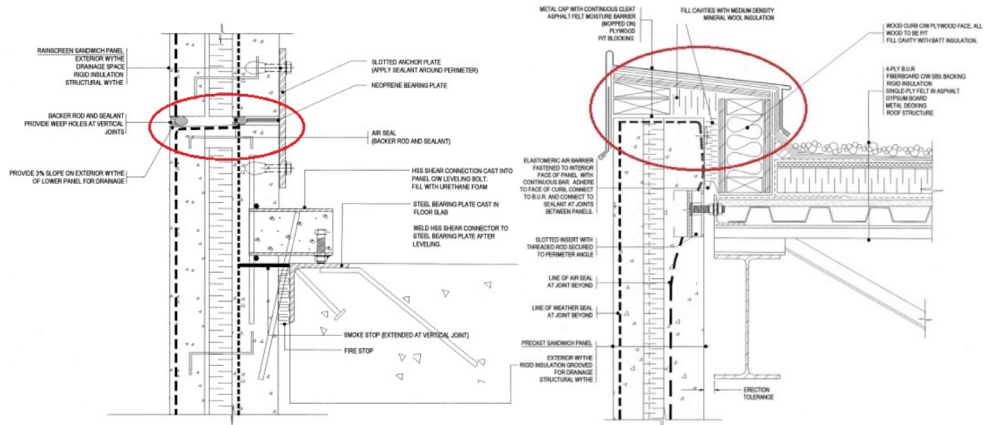 RAINSCREEN SANDWICH PANEL
EXTERIOR WYTHE
DRAINAGE SPACE
RIGID INSULATION
STRUCTURAL WYTHE
BACKER ROD AND SEALANT
PROVIDE WEEP HOLES AT VERTICAL
JOINTS
PROVIDE 3% SLOPE ON EXTERIOR WYTHE
OF LOWER PANEL FOR DRAINAGE
SLOTTED ANCHOR PLATE
(APPLY SEALANT AROUND PERIMETER)
NEOPRENE BEARING PLATE
AIR SEAL
(BACKER ROD AND SEALANT)
HSS SHEAR CONNECTION CAST INTO
PANEL C/W LEVELING BOLT.
FILL WITH URETHANE FOAM
STEEL BEARING PLATE CAST IN
FLOOR SLAB
WELD HSS SHEAR CONNECTOR TO
STEEL BEARING PLATE AFTER
LEVELING.
SMOKE STOP (EXTENDED AT VERTICAL JOINT)
FIRE STOP
METAL CAP WITH CONTINUOUS CLEAT
ASPHALT FELT MOISTURE BARRIER
(MOPPED ON)
PLYWOOD
P/T BLOCKING
FILL CAVITIES WITH MEDIUM DENSITY
MINERAL WOOL INSULATION
WOOD CURB C/W PLYWOOD FACE. ALL
WOOD TO BE P/T
FILL CAVITY WITH BATT INSULATION.
4-PLY B.U.R
FIBERBOARD C/W SBS BACKING
RIGID INSULATION
SINGLE-PLY FELT IN ASPHALT
GYPSUM BOARD
METAL DECKING
ROOF STRUCTURE
ELASTOMERIC AIR BARRIER
FASTENED TO INTERIOR
FACE OF PANEL WITH
CONTINUOUS BAR. ADHERE
TO FACE OF CURB, CONNECT
TO B.U.R. AND CONNECT TO
SEALANT AT JOINTS
BETWEEN PANELS.
SLOTTED INSERT WITH
THREADED ROD SECURED
TO PERIMETER ANGLE
LINE OF AIR SEAL
AT JOINT BEYOND
LINE OF WEATHER SEAL
AT JOINT BEYOND
PRECAST SANDWICH PANEL
EXTERIOR WYTHE
RIGID INSULATION GROOVED
FOR DRAINAGE
STRUCTURAL WYTHE
ERECTION
TOLERANCE